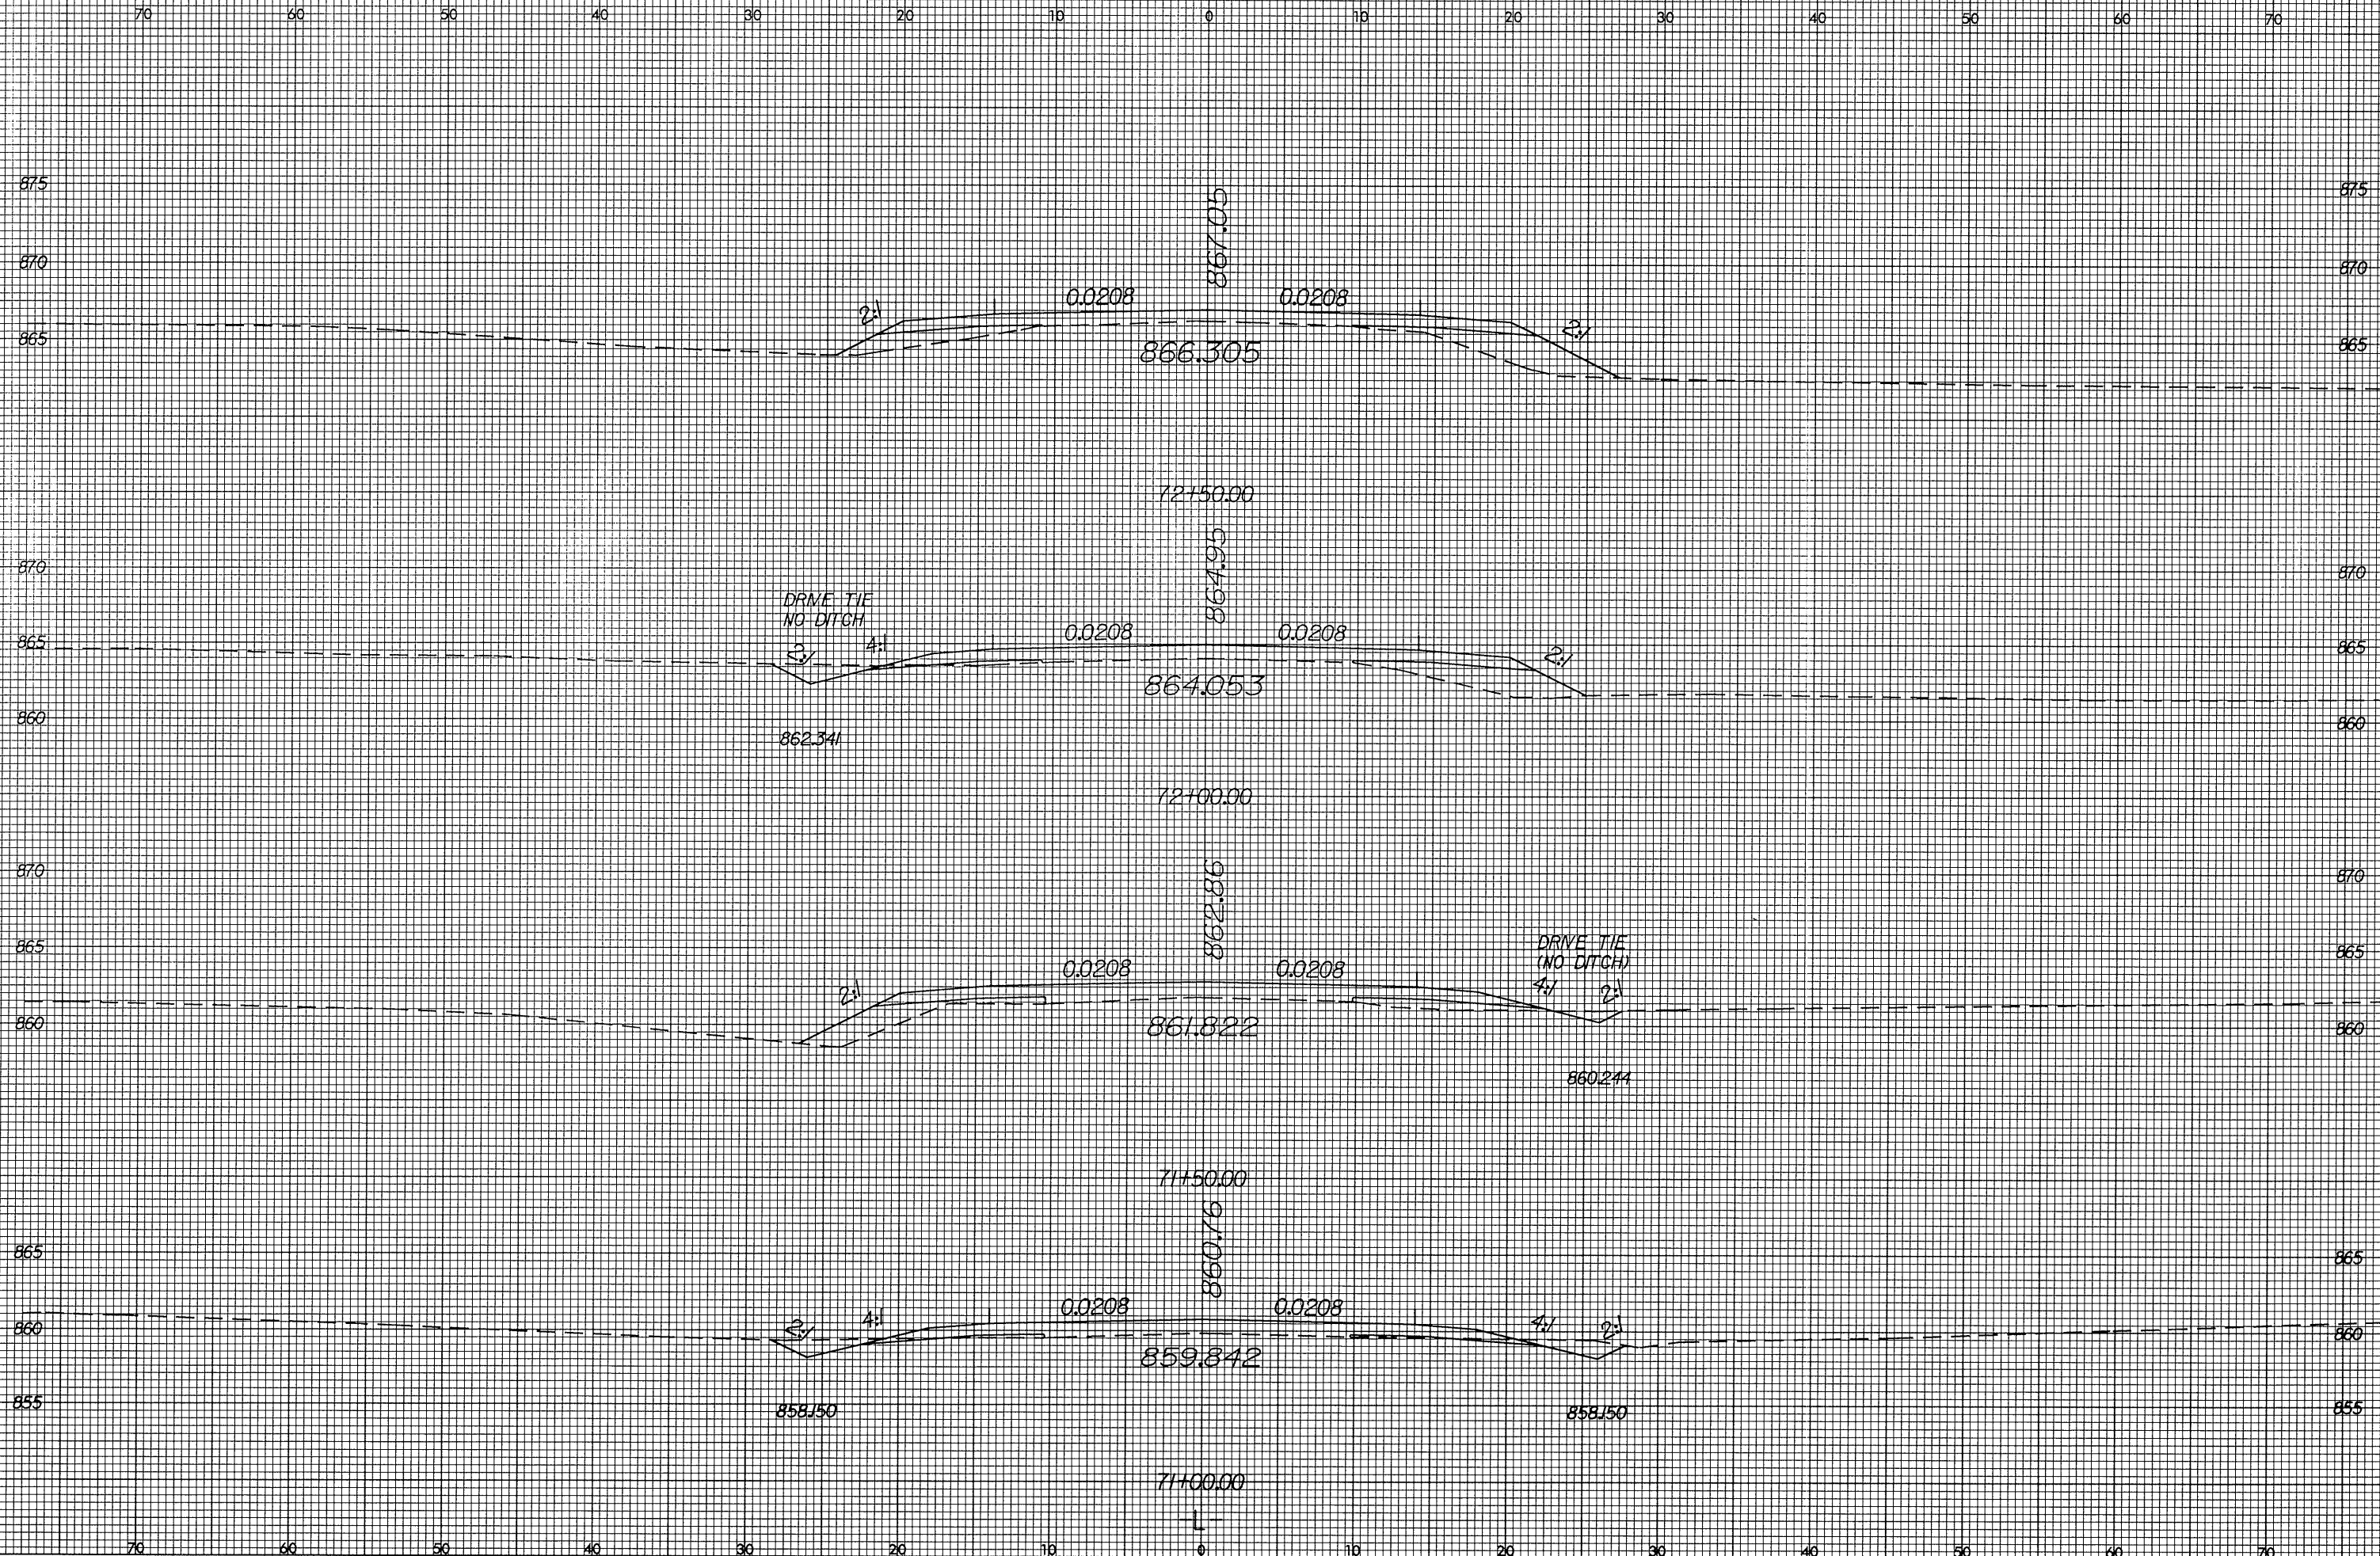 70 60 50 40 30 20 10 0 10 20 30 40 50 60 70
875 875
867.05
870 870
0.0208 0.0208
2:1 2:1
865 865
866.305
72+50.00
864.95
870 870
DRIVE TIE
NO DITCH
0.0208 0.0208
865 2:1 4:1 2:1 865
864.053
860 860
862.341
72+00.00
862.86
870 870
865 DRIVE TIE 865
(NO DITCH)
0.0208 0.0208
2:1 4:1 2:1
860 861.822 860
860.244
71+50.00
860.76
865 865
0.0208 0.0208
860 2:1 4:1 4:1 2:1 860
859.842
855 855
858.150 858.150
71+00.00
-L-
70 60 50 40 30 20 10 0 10 20 30 40 50 60 70